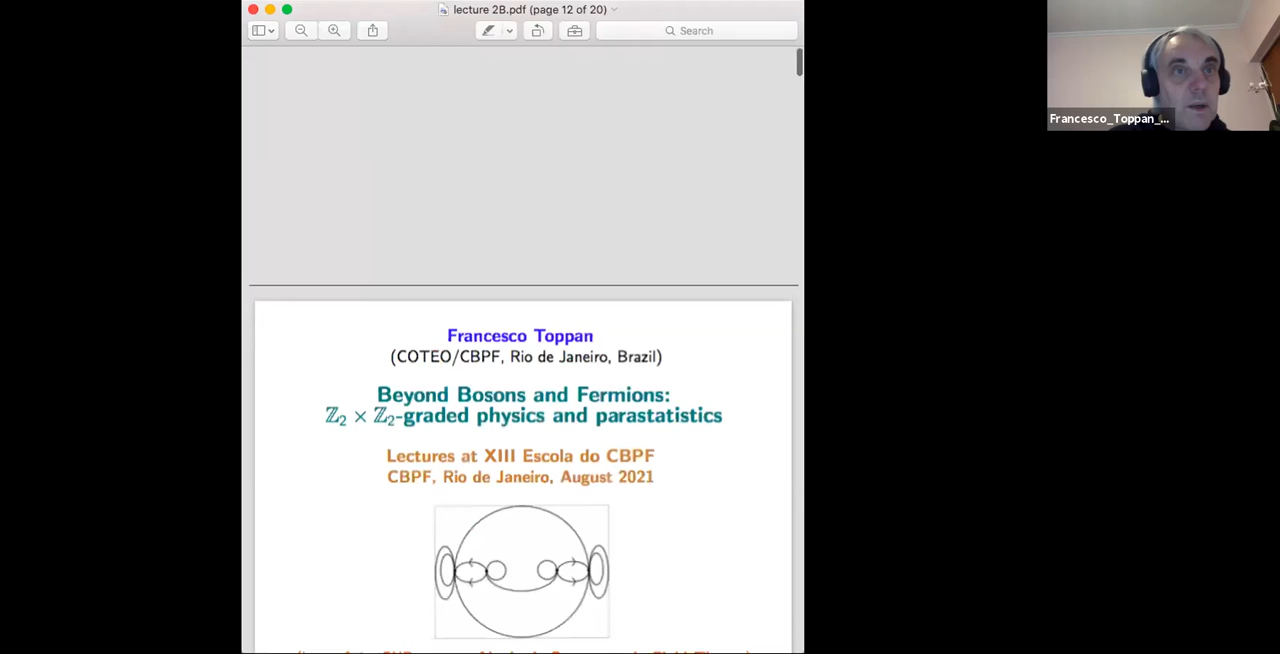 lecture 2B.pdf (page 12 of 20)
Search
Francesco_Toppan_...
Francesco Toppan
(COTEO/CBPF, Rio de Janeiro, Brazil)
Beyond Bosons and Fermions:
ℤ₂ × ℤ₂-graded physics and parastatistics
Lectures at XIII Escola do CBPF
CBPF, Rio de Janeiro, August 2021